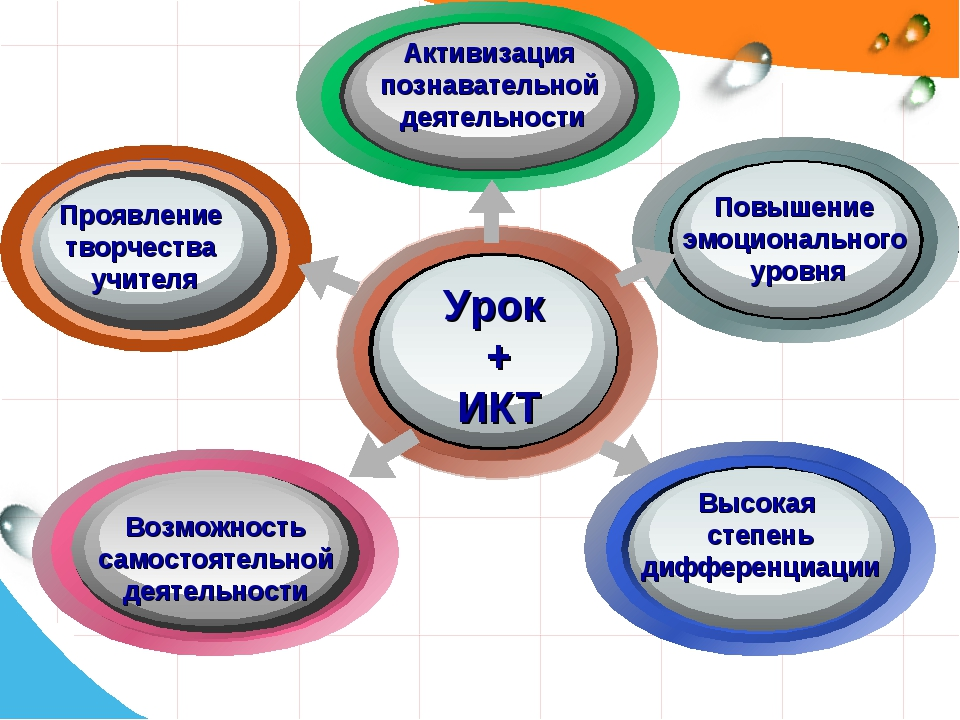 Активизация
познавательной
деятельности
Проявление
творчества
учителя
Повышение
эмоционального
уровня
Урок
+
ИКТ
Возможность
самостоятельной
деятельности
Высокая
степень
дифференциации